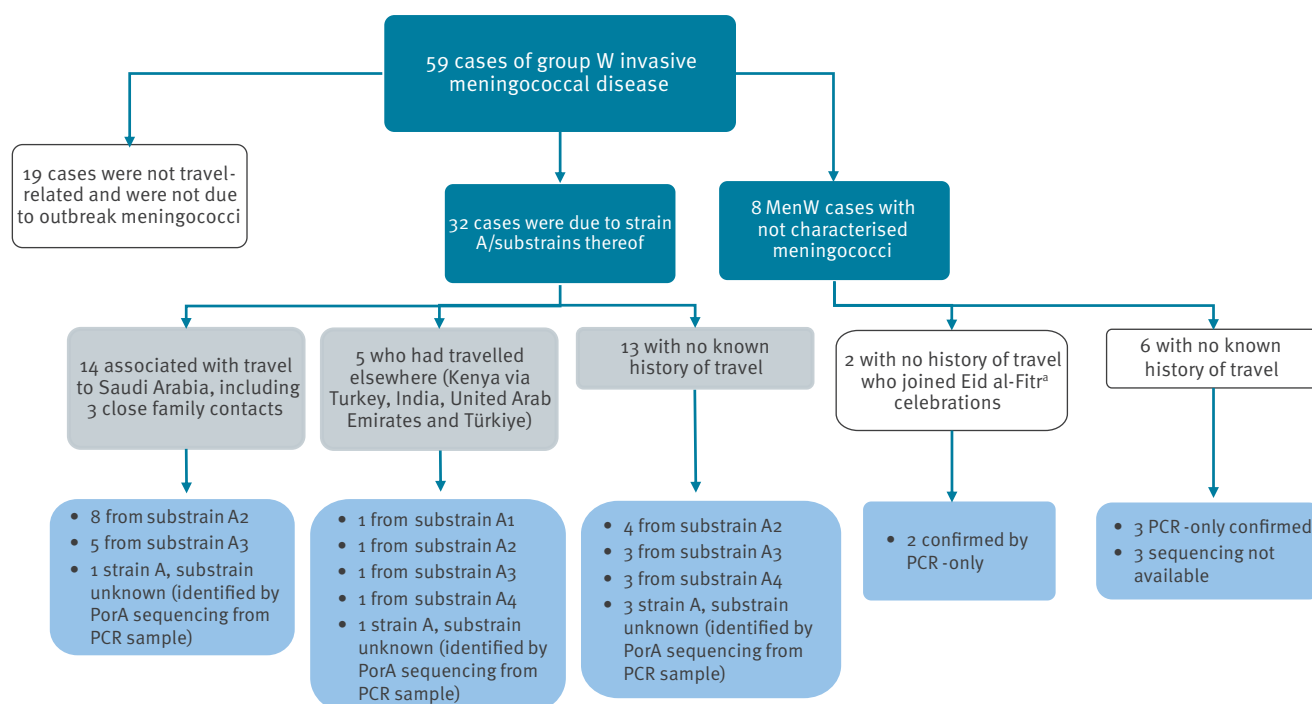 59 cases of group W invasive
meningococcal disease
19 cases were not travel-
related and were not due
to outbreak meningococci
32 cases were due to strain
A/substrains thereof
8 MenW cases with
not characterised
meningococci
14 associated with travel
to Saudi Arabia, including
3 close family contacts
5 who had travelled
elsewhere (Kenya via
Turkey, India, United Arab
Emirates and Türkiye)
13 with no known
history of travel
2 with no history of travel
who joined Eid al-Fitrᵃ
celebrations
6 with no known
history of travel
• 8 from substrain A2
• 5 from substrain A3
• 1 strain A, substrain
unknown (identified by
PorA sequencing from
PCR sample)
• 1 from substrain A1
• 1 from substrain A2
• 1 from substrain A3
• 1 from substrain A4
• 1 strain A, substrain
unknown (identified by
PorA sequencing from
PCR sample)
• 4 from substrain A2
• 3 from substrain A3
• 3 from substrain A4
• 3 strain A, substrain
unknown (identified by
PorA sequencing from
PCR sample)
• 2 confirmed by
PCR -only
• 3 PCR -only confirmed
• 3 sequencing not
available